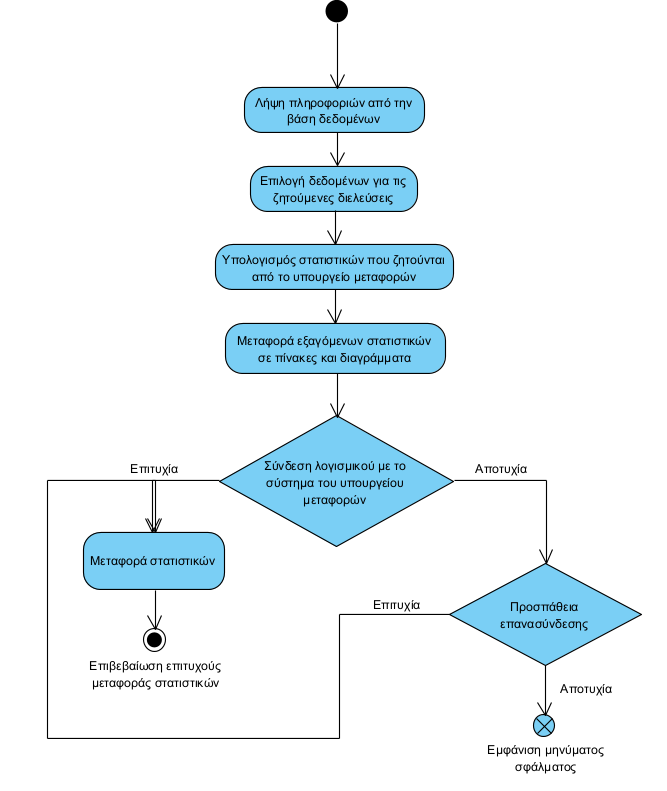 Λήψη πληροφοριών από την
βάση δεδομένων
Επιλογή δεδομένων για τις
ζητούμενες διελεύσεις
Υπολογισμός στατιστικών που ζητούνται
από το υπουργείο μεταφορών
Μεταφορά εξαγόμενων στατιστικών
σε πίνακες και διαγράμματα
Σύνδεση λογισμικού με το
σύστημα του υπουργείου
μεταφορών
Επιτυχία
Αποτυχία
Μεταφορά στατιστικών
Επιβεβαίωση επιτυχούς
μεταφοράς στατιστικών
Επιτυχία
Προσπάθεια
επανασύνδεσης
Αποτυχία
Εμφάνιση μηνύματος
σφάλματος